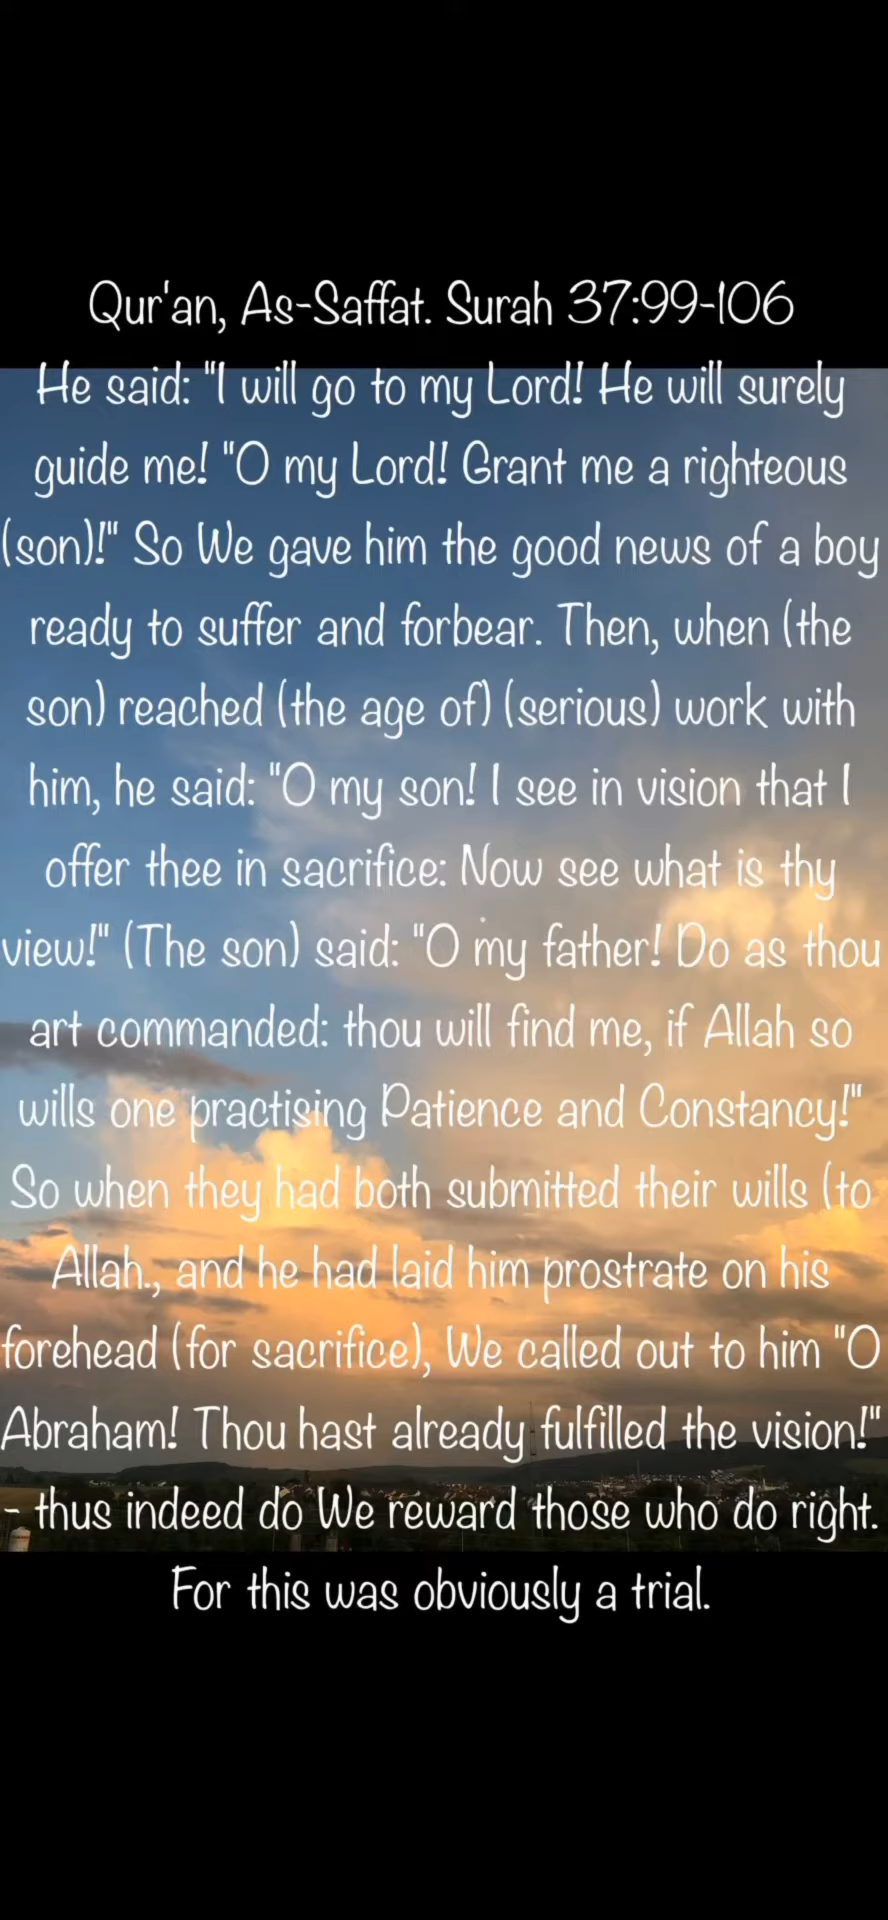 Qur'an, As-Saffat. Surah 37:99-106
He said: "I will go to my Lord! He will surely
guide me! "O my Lord! Grant me a righteous
(son)!" So We gave him the good news of a boy
ready to suffer and forbear. Then, when (the
son) reached (the age of) (serious) work with
him, he said: "O my son! I see in vision that I
offer thee in sacrifice: Now see what is thy
view!" (The son) said: "O my father! Do as thou
art commanded: thou will find me, if Allah so
wills one practising Patience and Constancy!"
So when they had both submitted their wills (to
Allah., and he had laid him prostrate on his
forehead (for sacrifice), We called out to him "O
Abraham! Thou hast already fulfilled the vision!"
- thus indeed do We reward those who do right.
For this was obviously a trial.